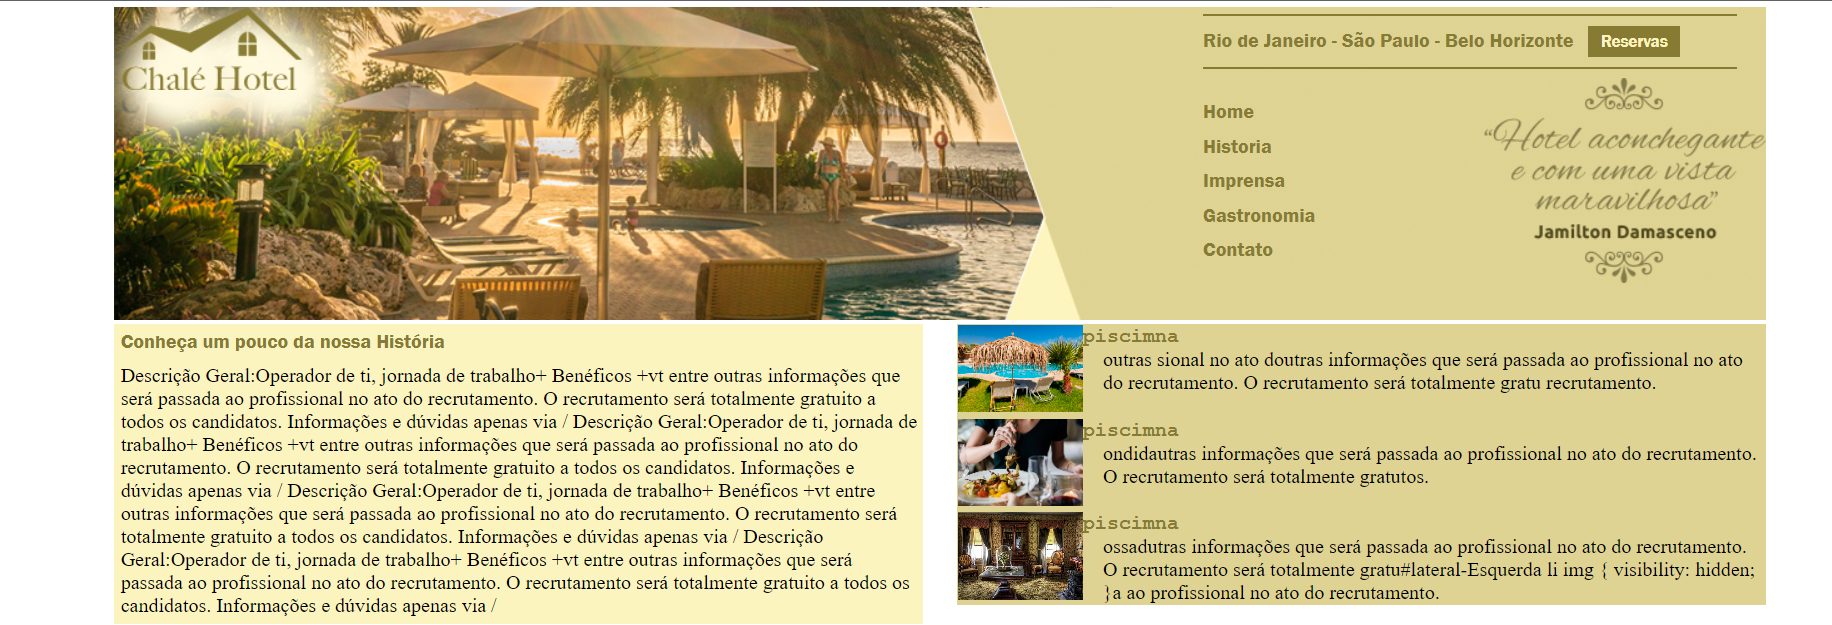 Chalé Hotel
Rio de Janeiro - São Paulo - Belo Horizonte
Reservas
Home
Historia
Imprensa
Gastronomia
Contato
“Hotel aconchegante
e com uma vista
maravilhosa”
Jamilton Damasceno
Conheça um pouco da nossa História
Descrição Geral:Operador de ti, jornada de trabalho+ Benéficos +vt entre outras informações que
será passada ao profissional no ato do recrutamento. O recrutamento será totalmente gratuito a
todos os candidatos. Informações e dúvidas apenas via / Descrição Geral:Operador de ti, jornada de
trabalho+ Benéficos +vt entre outras informações que será passada ao profissional no ato do
recrutamento. O recrutamento será totalmente gratuito a todos os candidatos. Informações e
dúvidas apenas via / Descrição Geral:Operador de ti, jornada de trabalho+ Benéficos +vt entre
outras informações que será passada ao profissional no ato do recrutamento. O recrutamento será
totalmente gratuito a todos os candidatos. Informações e dúvidas apenas via / Descrição
Geral:Operador de ti, jornada de trabalho+ Benéficos +vt entre outras informações que será
passada ao profissional no ato do recrutamento. O recrutamento será totalmente gratuito a todos os
candidatos. Informações e dúvidas apenas via /
piscimna
outras sional no ato doutras informações que será passada ao profissional no ato
do recrutamento. O recrutamento será totalmente gratu recrutamento.
piscimna
ondidautras informações que será passada ao profissional no ato do recrutamento.
O recrutamento será totalmente gratutos.
piscimna
ossadutras informações que será passada ao profissional no ato do recrutamento.
O recrutamento será totalmente gratu#lateral-Esquerda li img { visibility: hidden;
}a ao profissional no ato do recrutamento.